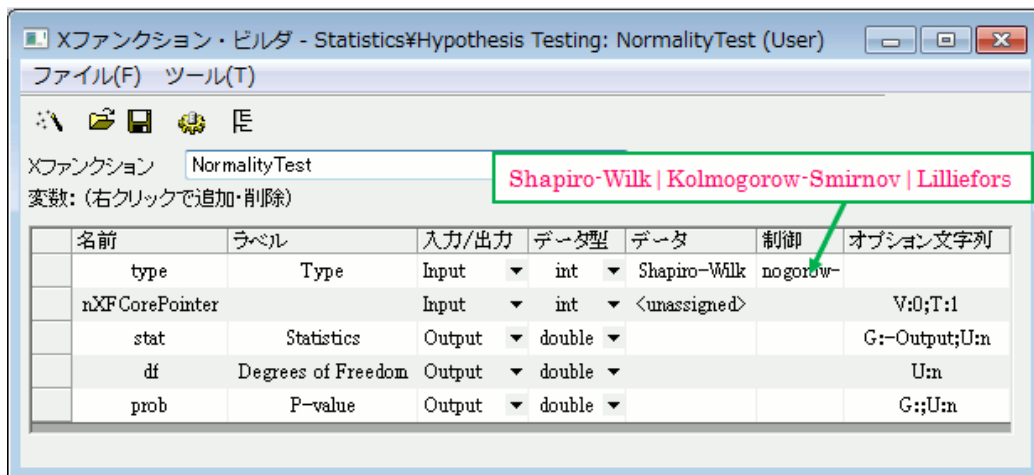 Xファンクション・ビルダ - Statistics¥Hypothesis Testing: NormalityTest (User)
ファイル(F) ツール(T)
Xファンクション NormalityTest
Shapiro-Wilk | Kolmogorow-Smirnov | Lilliefors
変数: (右クリックで追加・削除)
名前 ラベル 入力/出力 データ型 データ 制御 オプション文字列
type Type Input int Shapiro-Wilk nogorow-
nXFCorePointer Input int <unassigned> V:0;T:1
stat Statistics Output double G:-Output;U:n
df Degrees of Freedom Output double U:n
prob P-value Output double G:;U:n